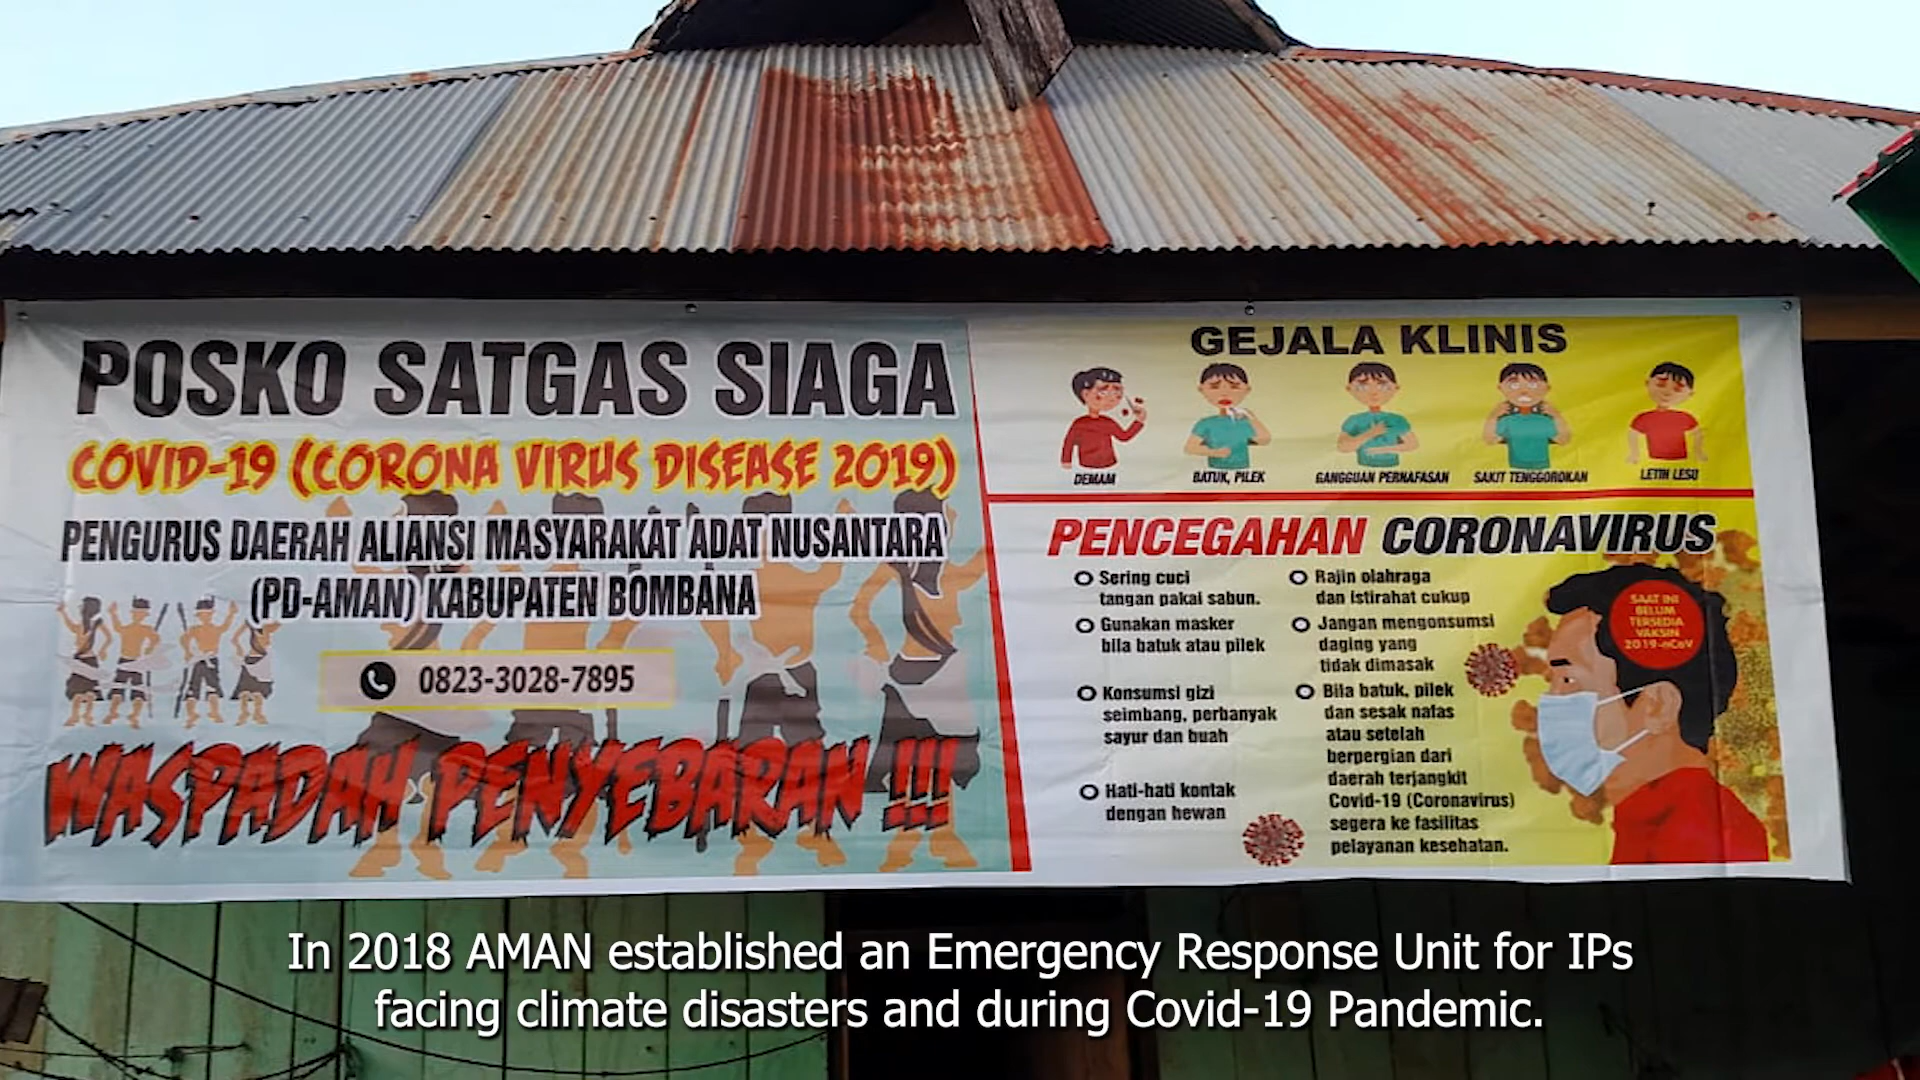 POSKO SATGAS SIAGA
COVID-19 (CORONA VIRUS DISEASE 2019)
PENGURUS DAERAH ALIANSI MASYARAKAT ADAT NUSANTARA
(PD-AMAN) KABUPATEN BOMBANA
0823-3028-7895
WASPADAH PENYEBARAN !!!
GEJALA KLINIS
DEMAM
BATUK, PILEK
GANGGUAN PERNAFASAN
SAKIT TENGGOROKAN
LETIH LESU
PENCEGAHAN CORONAVIRUS
Sering cuci
tangan pakai sabun.
Gunakan masker
bila batuk atau pilek
Konsumsi gizi
seimbang, perbanyak
sayur dan buah
Hati-hati kontak
dengan hewan
Rajin olahraga
dan istirahat cukup
Jangan mengonsumsi
daging yang
tidak dimasak
Bila batuk, pilek
dan sesak nafas
atau setelah
berpergian dari
daerah terjangkit
Covid-19 (Coronavirus)
segera ke fasilitas
pelayanan kesehatan.
SAAT INI
BELUM
TERSEDIA
VAKSIN
2019-nCoV
In 2018 AMAN established an Emergency Response Unit for IPs
facing climate disasters and during Covid-19 Pandemic.